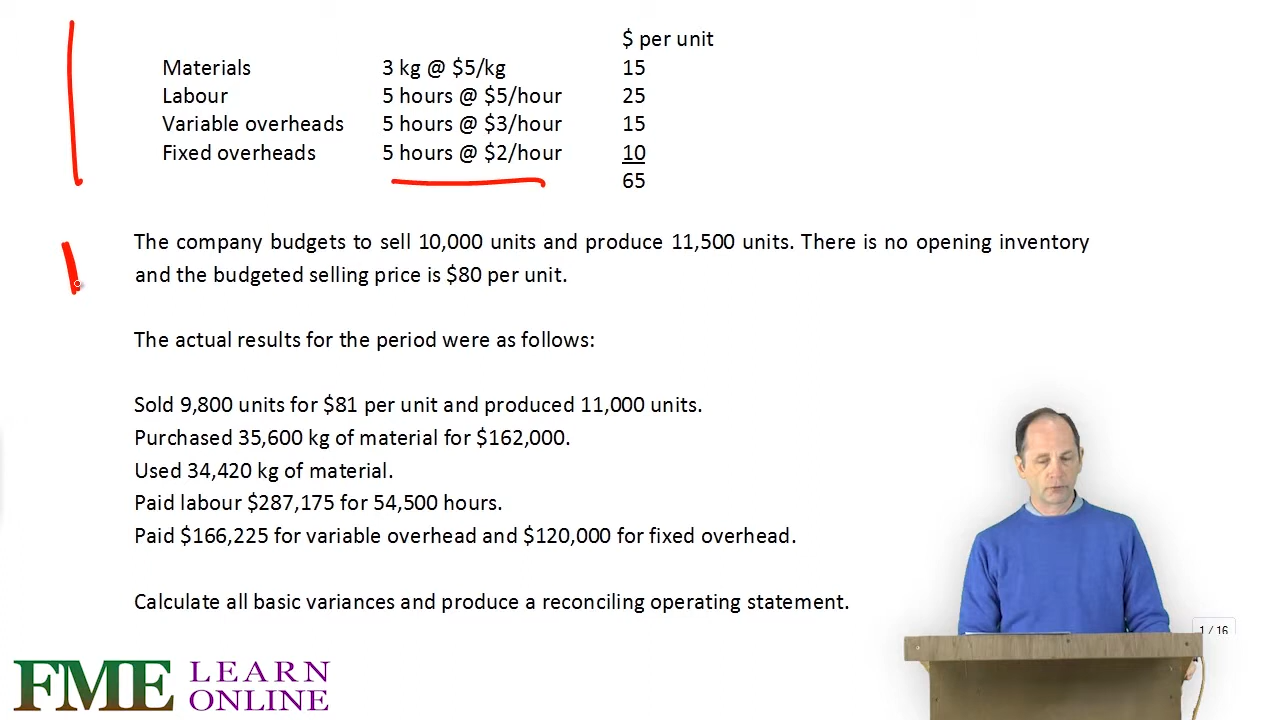 $ per unit
Materials 3 kg @ $5/kg 15
Labour 5 hours @ $5/hour 25
Variable overheads 5 hours @ $3/hour 15
Fixed overheads 5 hours @ $2/hour 10
65
The company budgets to sell 10,000 units and produce 11,500 units. There is no opening inventory
and the budgeted selling price is $80 per unit.
The actual results for the period were as follows:
Sold 9,800 units for $81 per unit and produced 11,000 units.
Purchased 35,600 kg of material for $162,000.
Used 34,420 kg of material.
Paid labour $287,175 for 54,500 hours.
Paid $166,225 for variable overhead and $120,000 for fixed overhead.
Calculate all basic variances and produce a reconciling operating statement.
1 / 16
FME LEARN
ONLINE